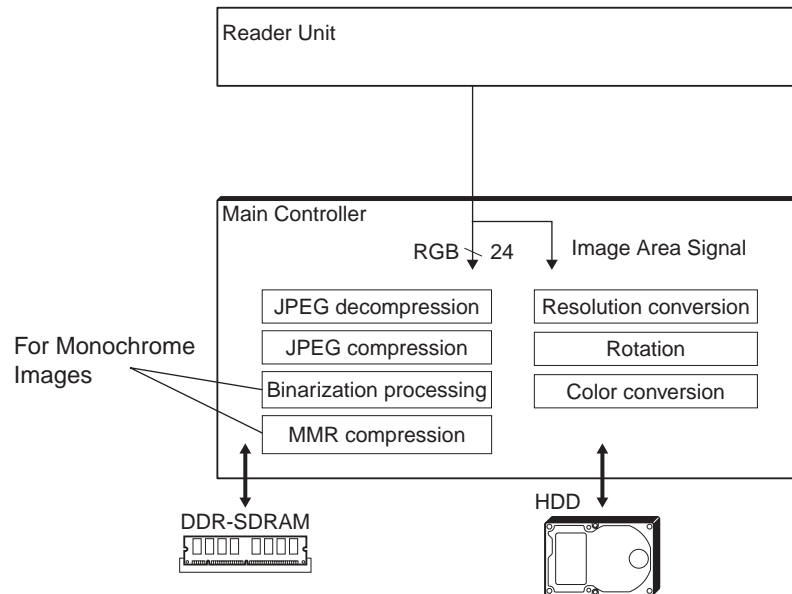 Reader Unit
Main Controller
RGB 24
Image Area Signal
JPEG decompression
JPEG compression
Binarization processing
MMR compression
Resolution conversion
Rotation
Color conversion
For Monochrome
Images
DDR-SDRAM
HDD